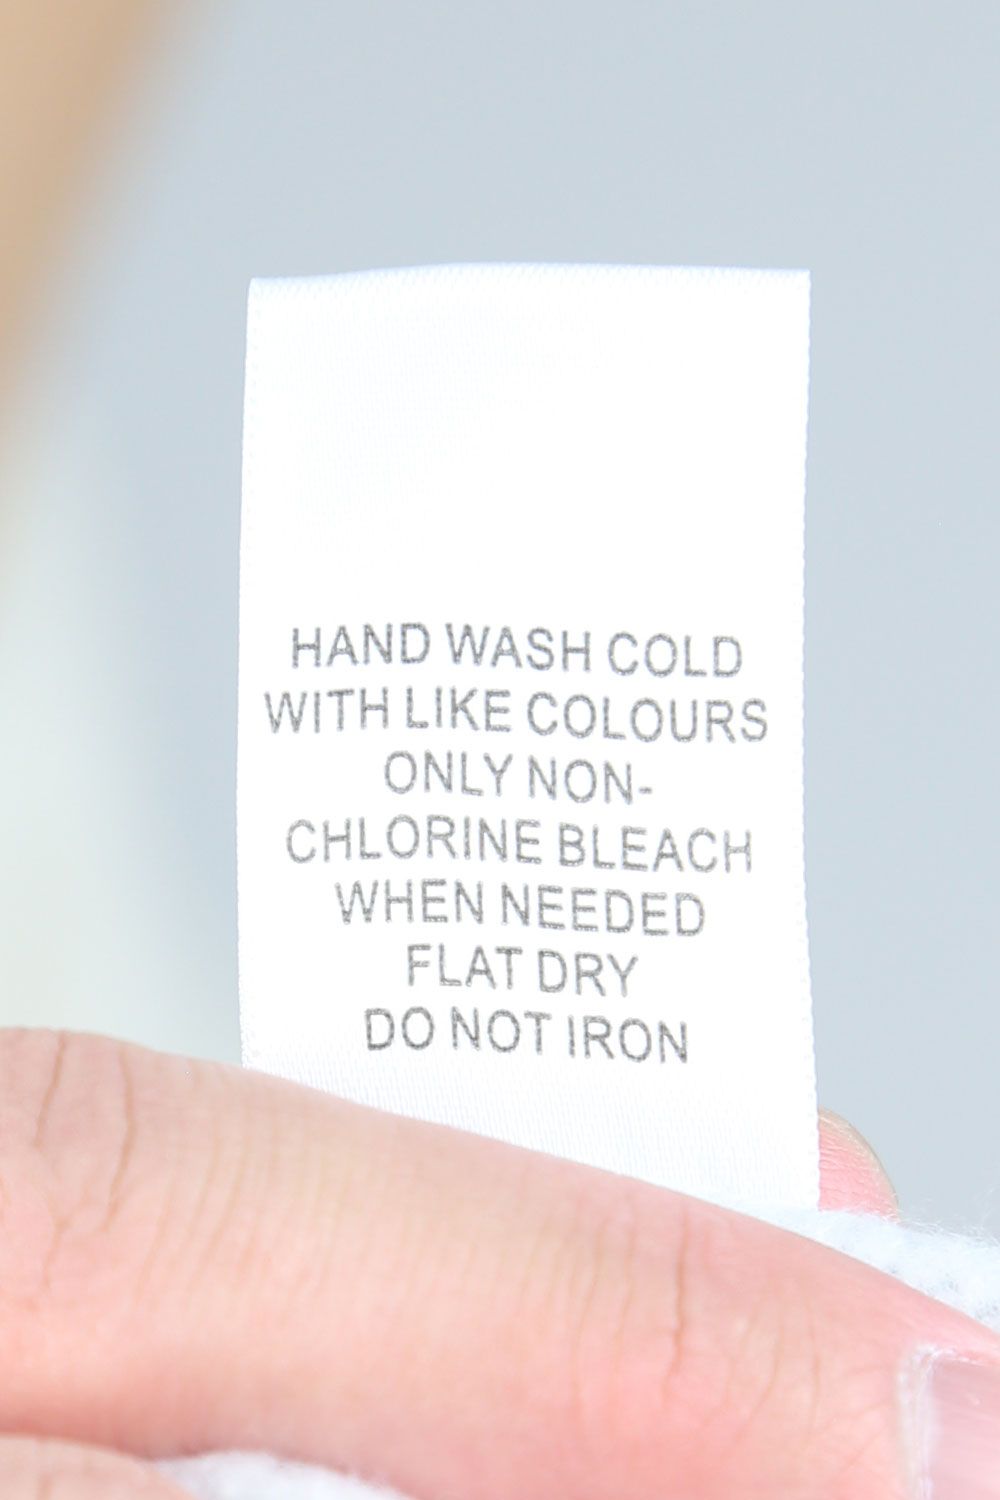 HAND WASH COLD
WITH LIKE COLOURS
ONLY NON-
CHLORINE BLEACH
WHEN NEEDED
FLAT DRY
DO NOT IRON